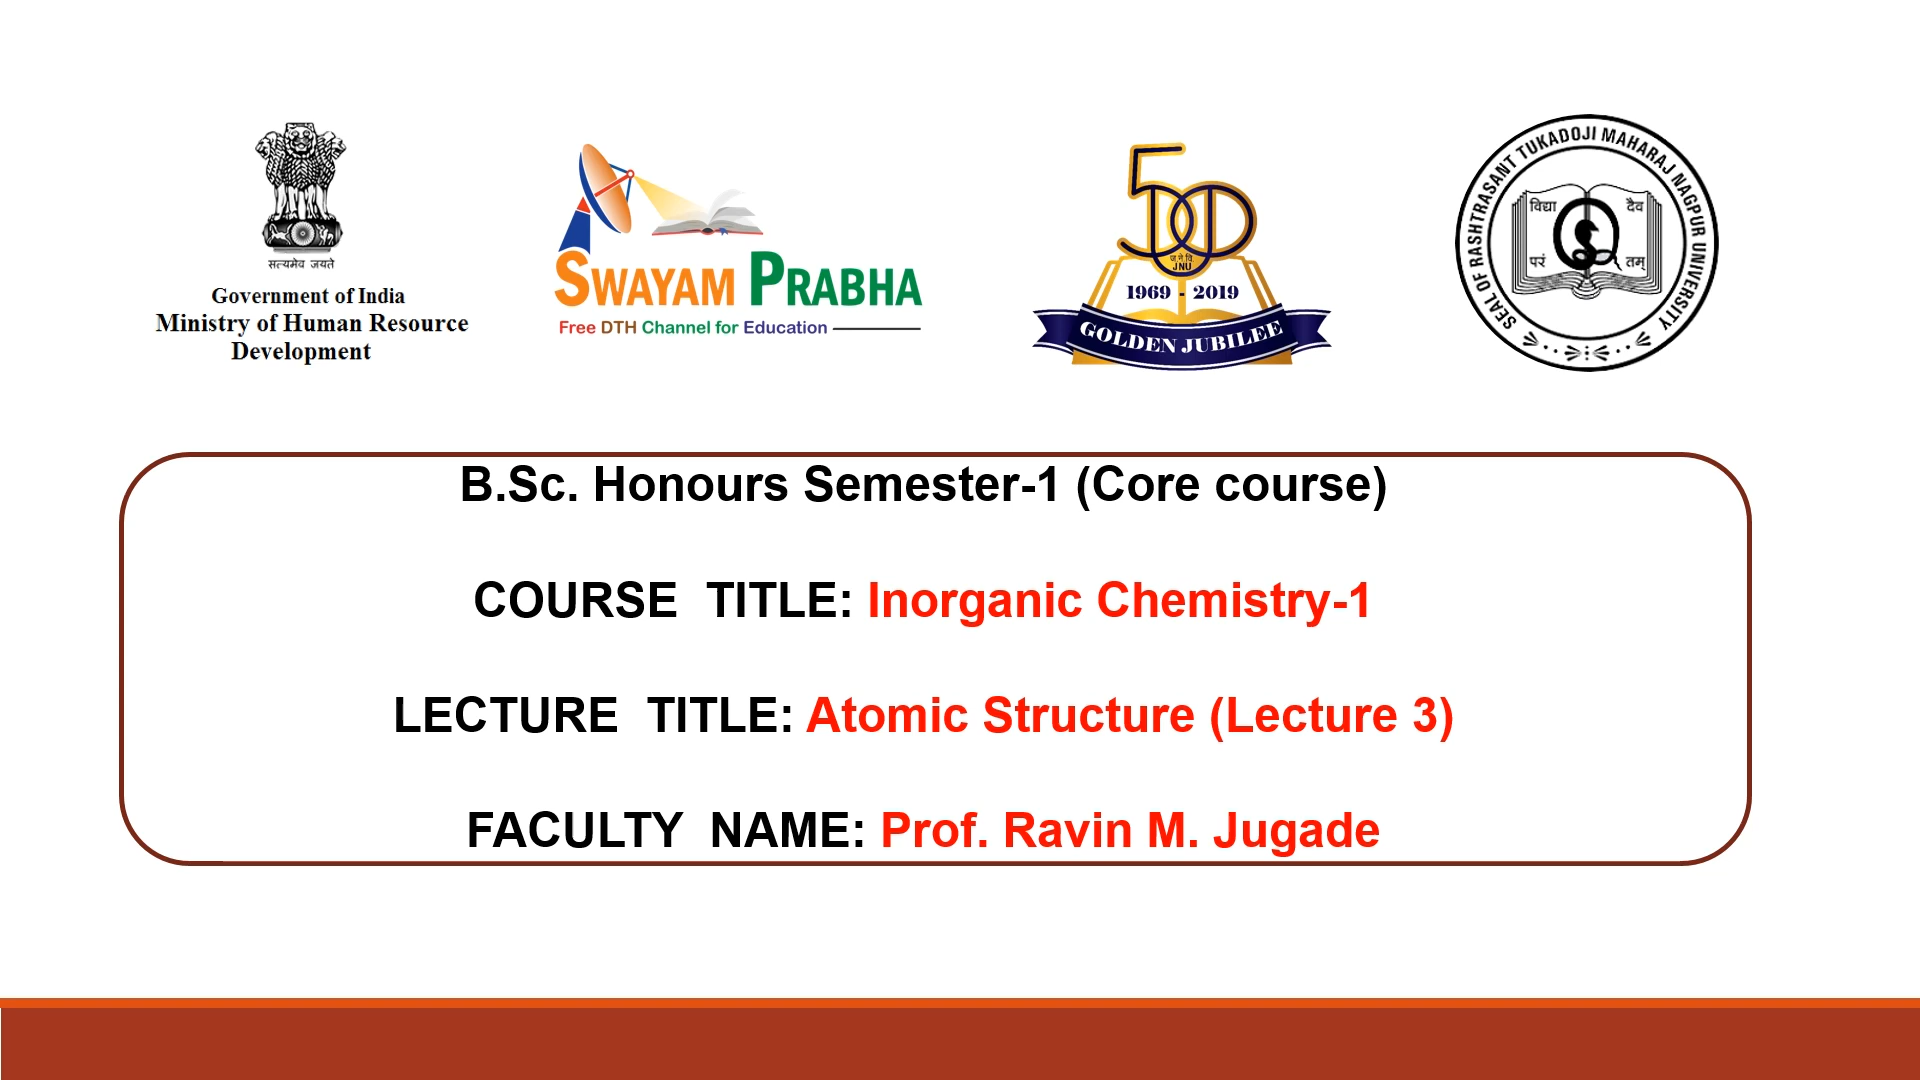 सत्यमेव जयते
Government of India
Ministry of Human Resource
Development
SWAYAM PRABHA
Free DTH Channel for Education
50
ज ने वि
JNU
1969 - 2019
GOLDEN JUBILEE
SEAL OF RASHTRASANT TUKADOJI MAHARAJ NAGPUR UNIVERSITY
विद्या दैव
परं तम्
B.Sc. Honours Semester-1 (Core course)
COURSE TITLE: Inorganic Chemistry-1
LECTURE TITLE: Atomic Structure (Lecture 3)
FACULTY NAME: Prof. Ravin M. Jugade